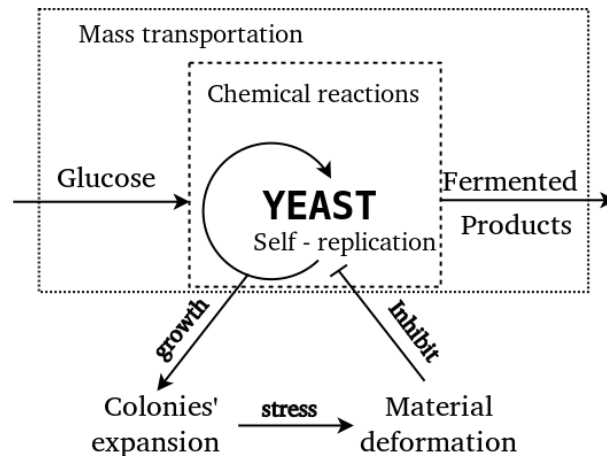 Mass transportation
Chemical reactions
Glucose
YEAST
Self - replication
Fermented
Products
growth
Inhibit
Colonies'
expansion
stress
Material
deformation